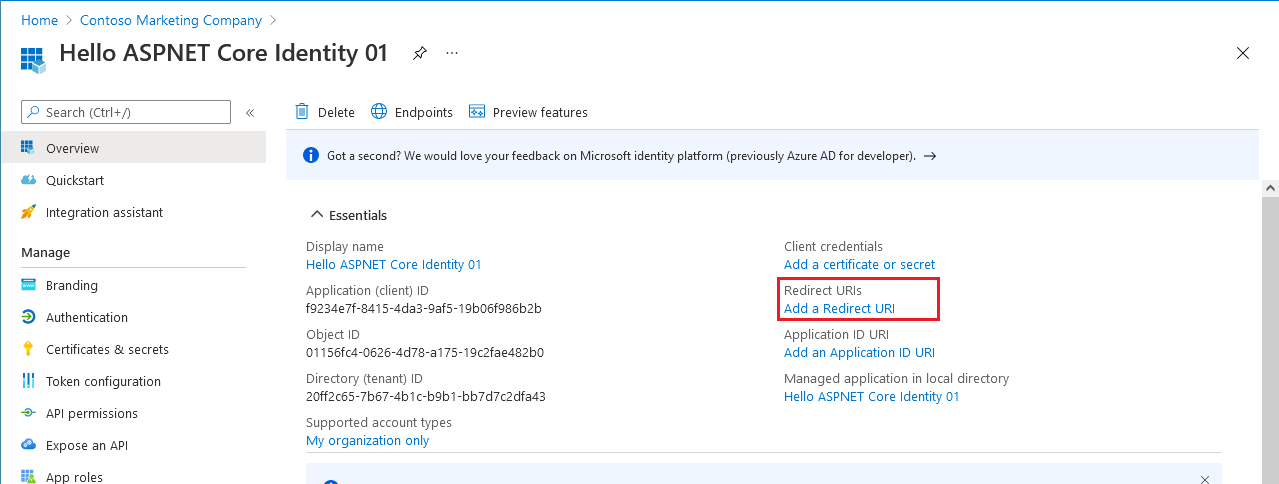 Home > Contoso Marketing Company >
Hello ASPNET Core Identity 01
Search (Ctrl+/)
Overview
Quickstart
Integration assistant
Manage
Branding
Authentication
Certificates & secrets
Token configuration
API permissions
Expose an API
App roles
Delete
Endpoints
Preview features
Got a second? We would love your feedback on Microsoft identity platform (previously Azure AD for developer). →
Essentials
Display name
Hello ASPNET Core Identity 01
Application (client) ID
f9234e7f-8415-4da3-9af5-19b06f986b2b
Object ID
01156fc4-0626-4d78-a175-19c2fae482b0
Directory (tenant) ID
20ff2c65-7b67-4b1c-b9b1-bb7d7c2dfa43
Supported account types
My organization only
Client credentials
Add a certificate or secret
Redirect URIs
Add a Redirect URI
Application ID URI
Add an Application ID URI
Managed application in local directory
Hello ASPNET Core Identity 01